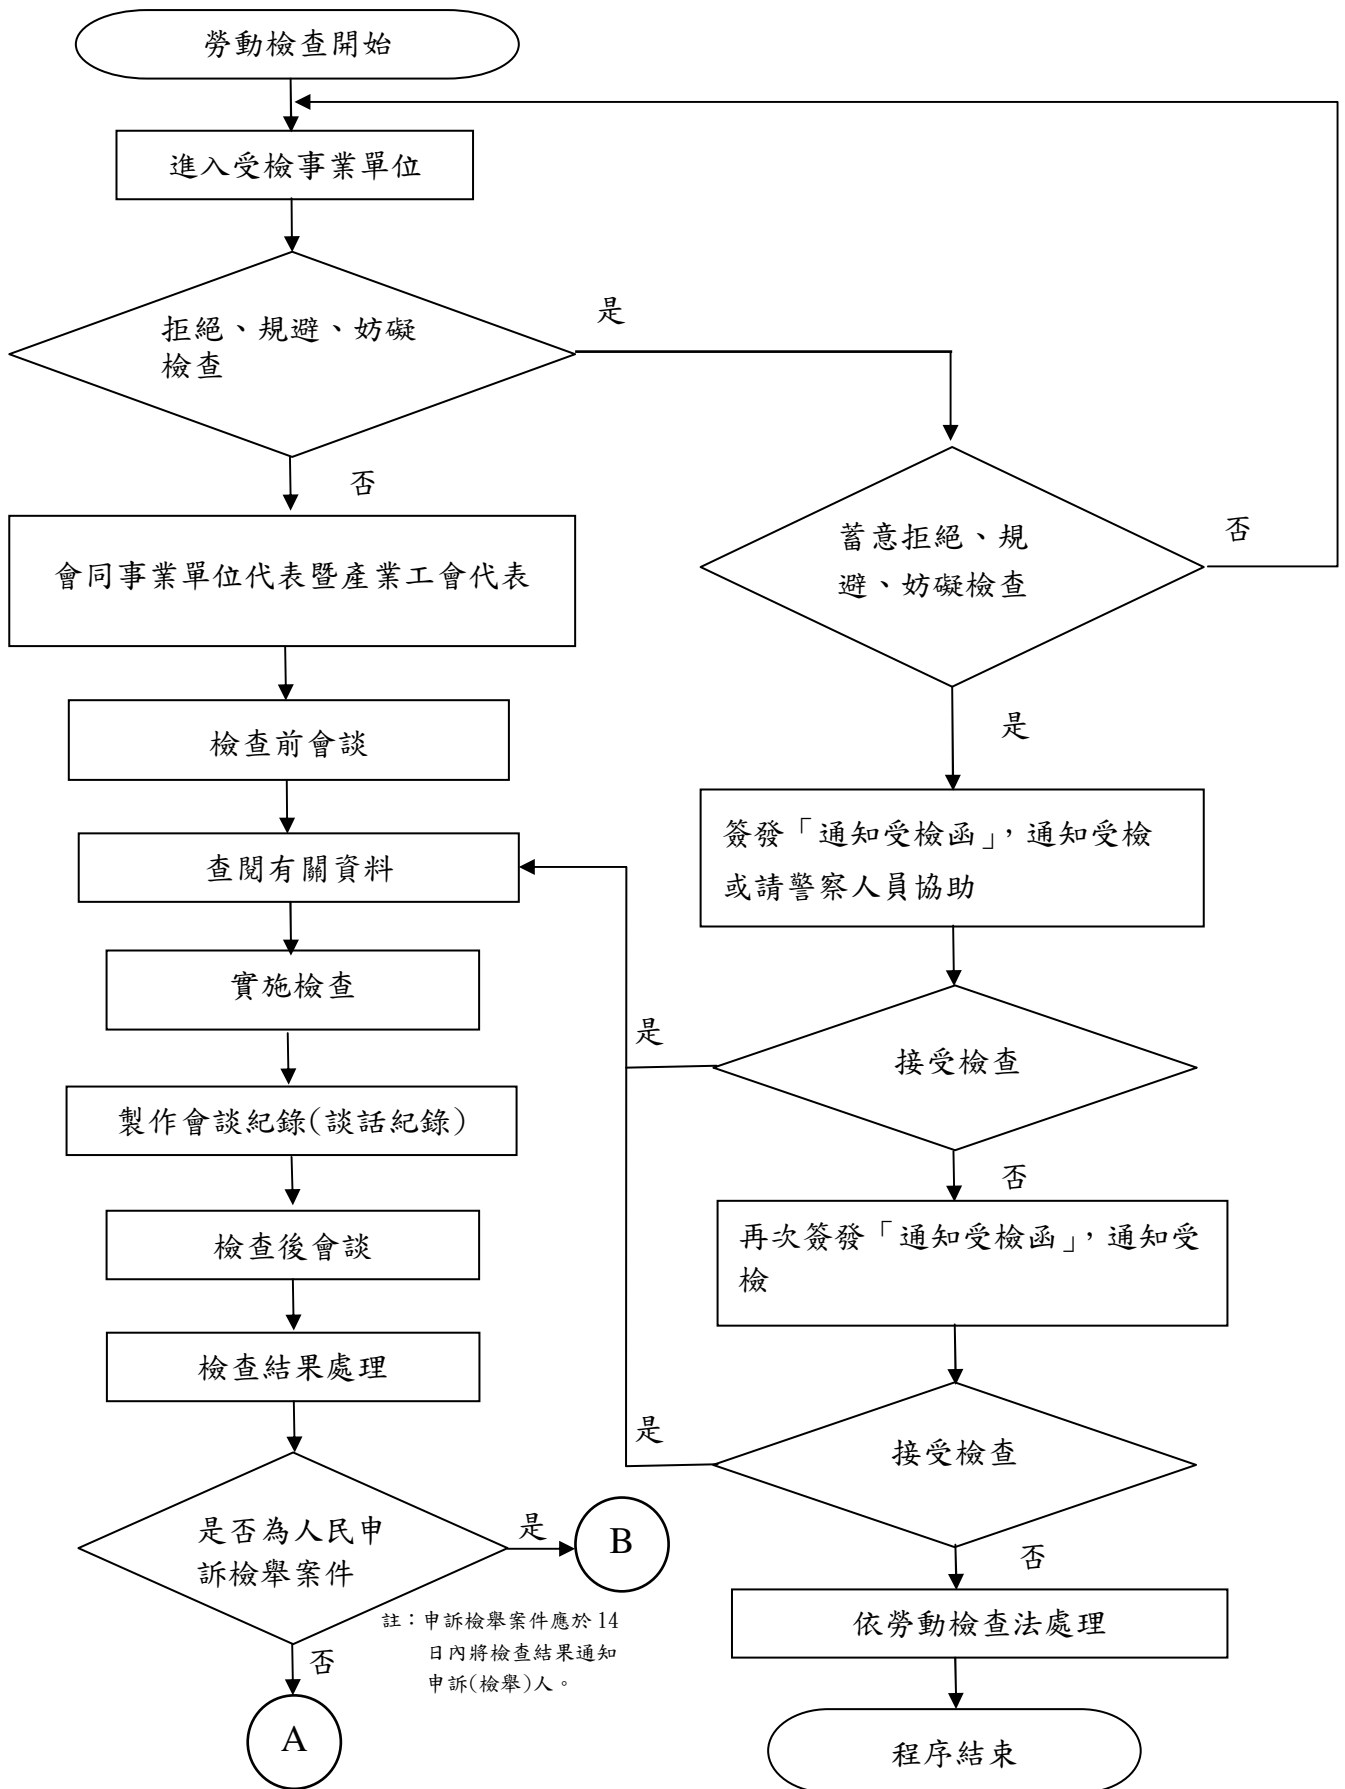 勞動檢查開始
進入受檢事業單位
拒絕、規避、妨礙
檢查
是
否
會同事業單位代表暨產業工會代表
檢查前會談
查閱有關資料
實施檢查
製作會談紀錄(談話紀錄)
檢查後會談
檢查結果處理
是否為人民申
訴檢舉案件
是
B
註：申訴檢舉案件應於 14
日內將檢查結果通知
申訴(檢舉)人。
否
A
蓄意拒絕、規
避、妨礙檢查
否
是
簽發「通知受檢函」，通知受檢
或請警察人員協助
接受檢查
是
否
再次簽發「通知受檢函」，通知受
檢
接受檢查
是
否
依勞動檢查法處理
程序結束